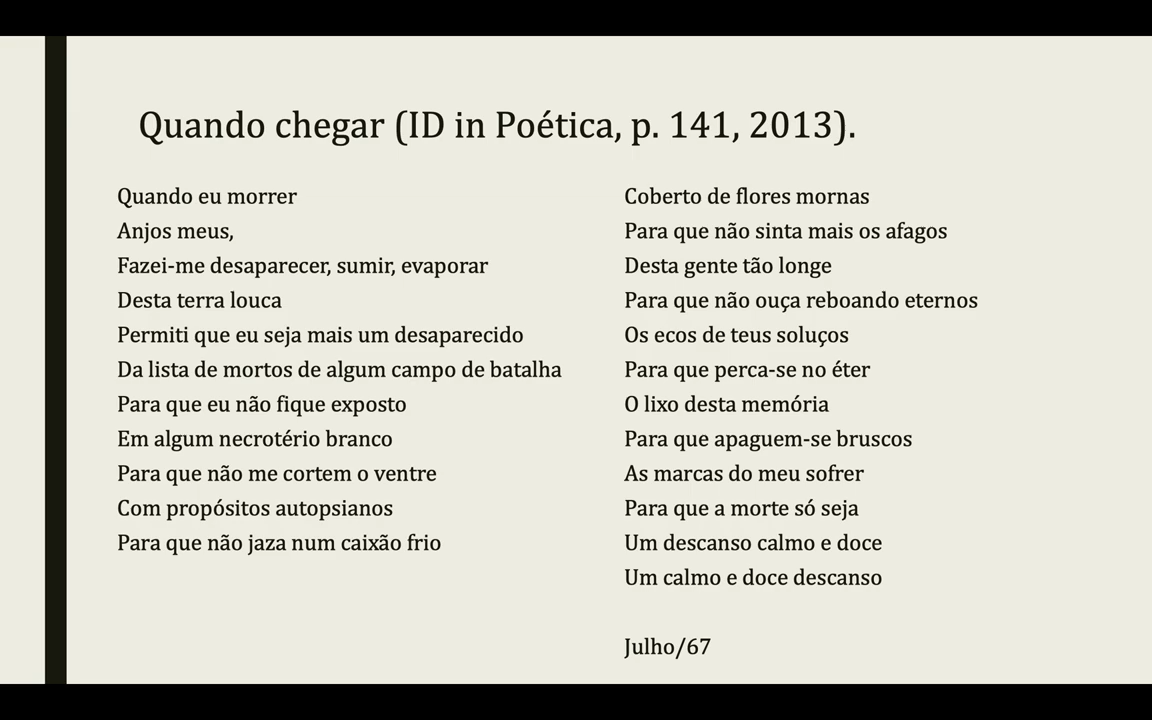 Quando chegar (ID in Poética, p. 141, 2013).
Quando eu morrer
Anjos meus,
Fazei-me desaparecer, sumir, evaporar
Desta terra louca
Permiti que eu seja mais um desaparecido
Da lista de mortos de algum campo de batalha
Para que eu não fique exposto
Em algum necrotério branco
Para que não me cortem o ventre
Com propósitos autopsianos
Para que não jaza num caixão frio
Coberto de flores mornas
Para que não sinta mais os afagos
Desta gente tão longe
Para que não ouça reboando eternos
Os ecos de teus soluços
Para que perca-se no éter
O lixo desta memória
Para que apaguem-se bruscos
As marcas do meu sofrer
Para que a morte só seja
Um descanso calmo e doce
Um calmo e doce descanso
Julho/67